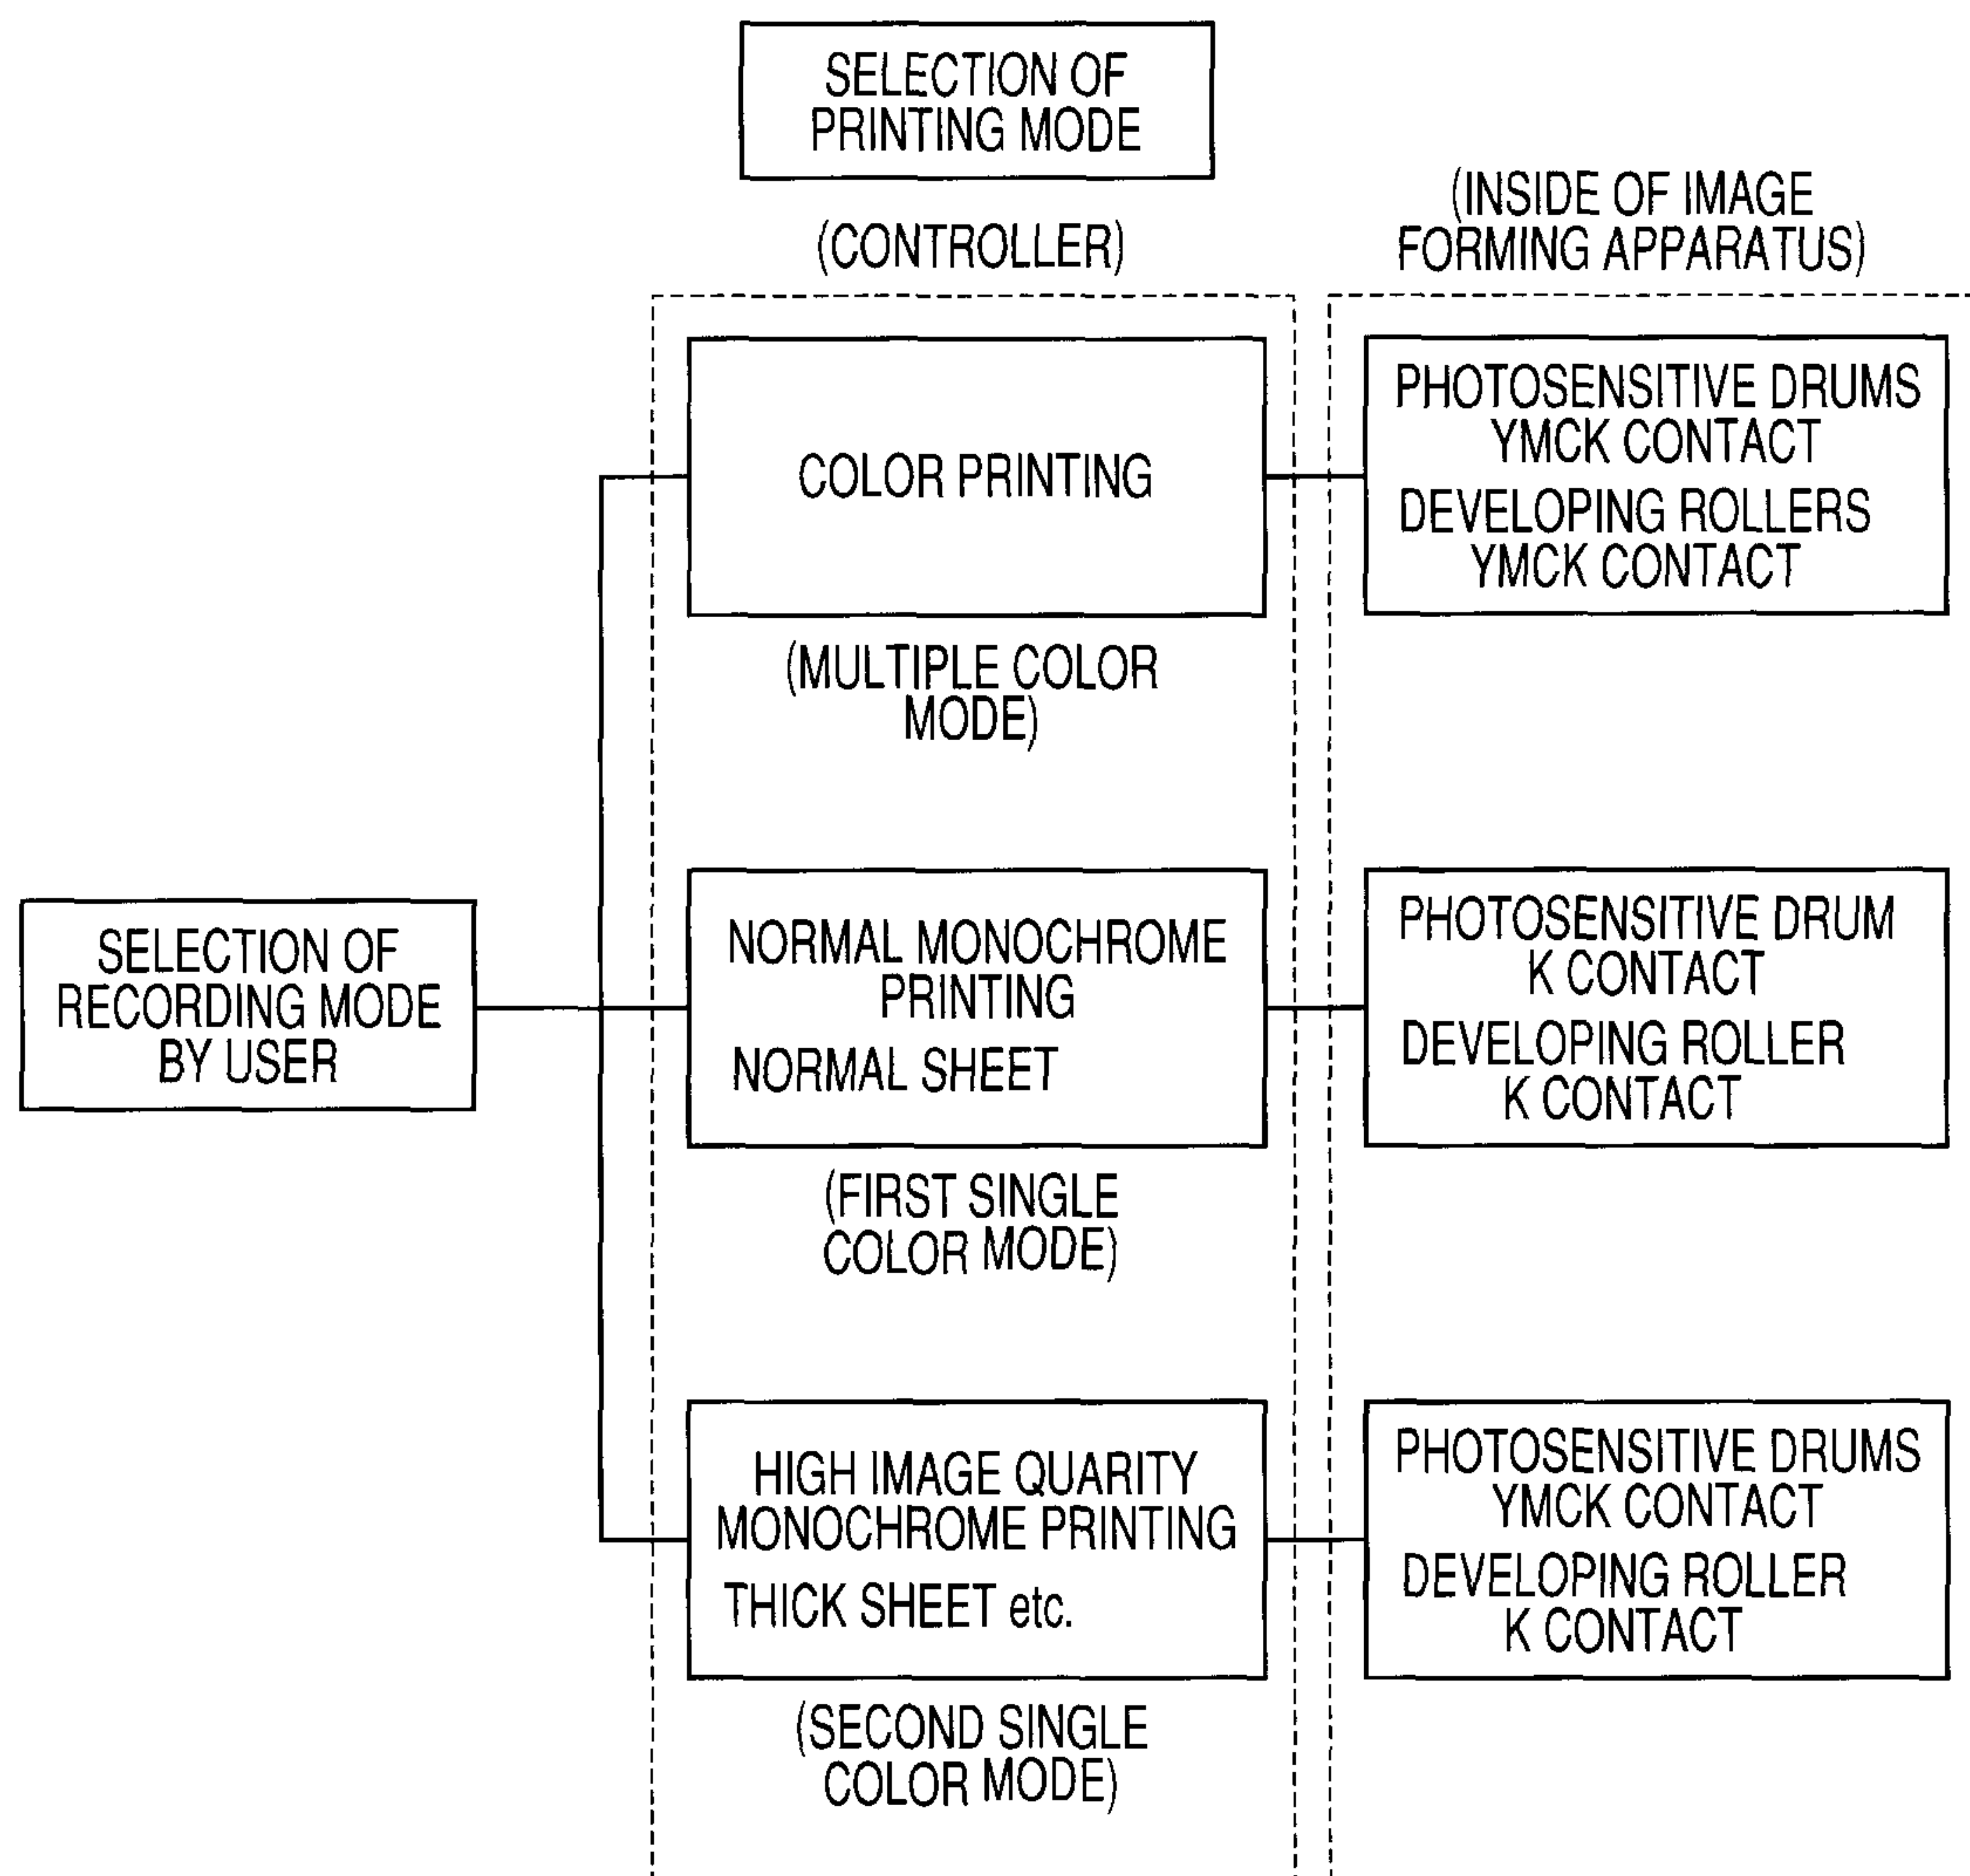 SELECTION OF
PRINTING MODE
(CONTROLLER)
(INSIDE OF IMAGE
FORMING APPARATUS)
COLOR PRINTING
(MULTIPLE COLOR
MODE)
PHOTOSENSITIVE DRUMS
YMCK CONTACT
DEVELOPING ROLLERS
YMCK CONTACT
SELECTION OF
RECORDING MODE
BY USER
NORMAL MONOCHROME
PRINTING
NORMAL SHEET
(FIRST SINGLE
COLOR MODE)
PHOTOSENSITIVE DRUM
K CONTACT
DEVELOPING ROLLER
K CONTACT
HIGH IMAGE QUARITY
MONOCHROME PRINTING
THICK SHEET etc.
(SECOND SINGLE
COLOR MODE)
PHOTOSENSITIVE DRUMS
YMCK CONTACT
DEVELOPING ROLLER
K CONTACT